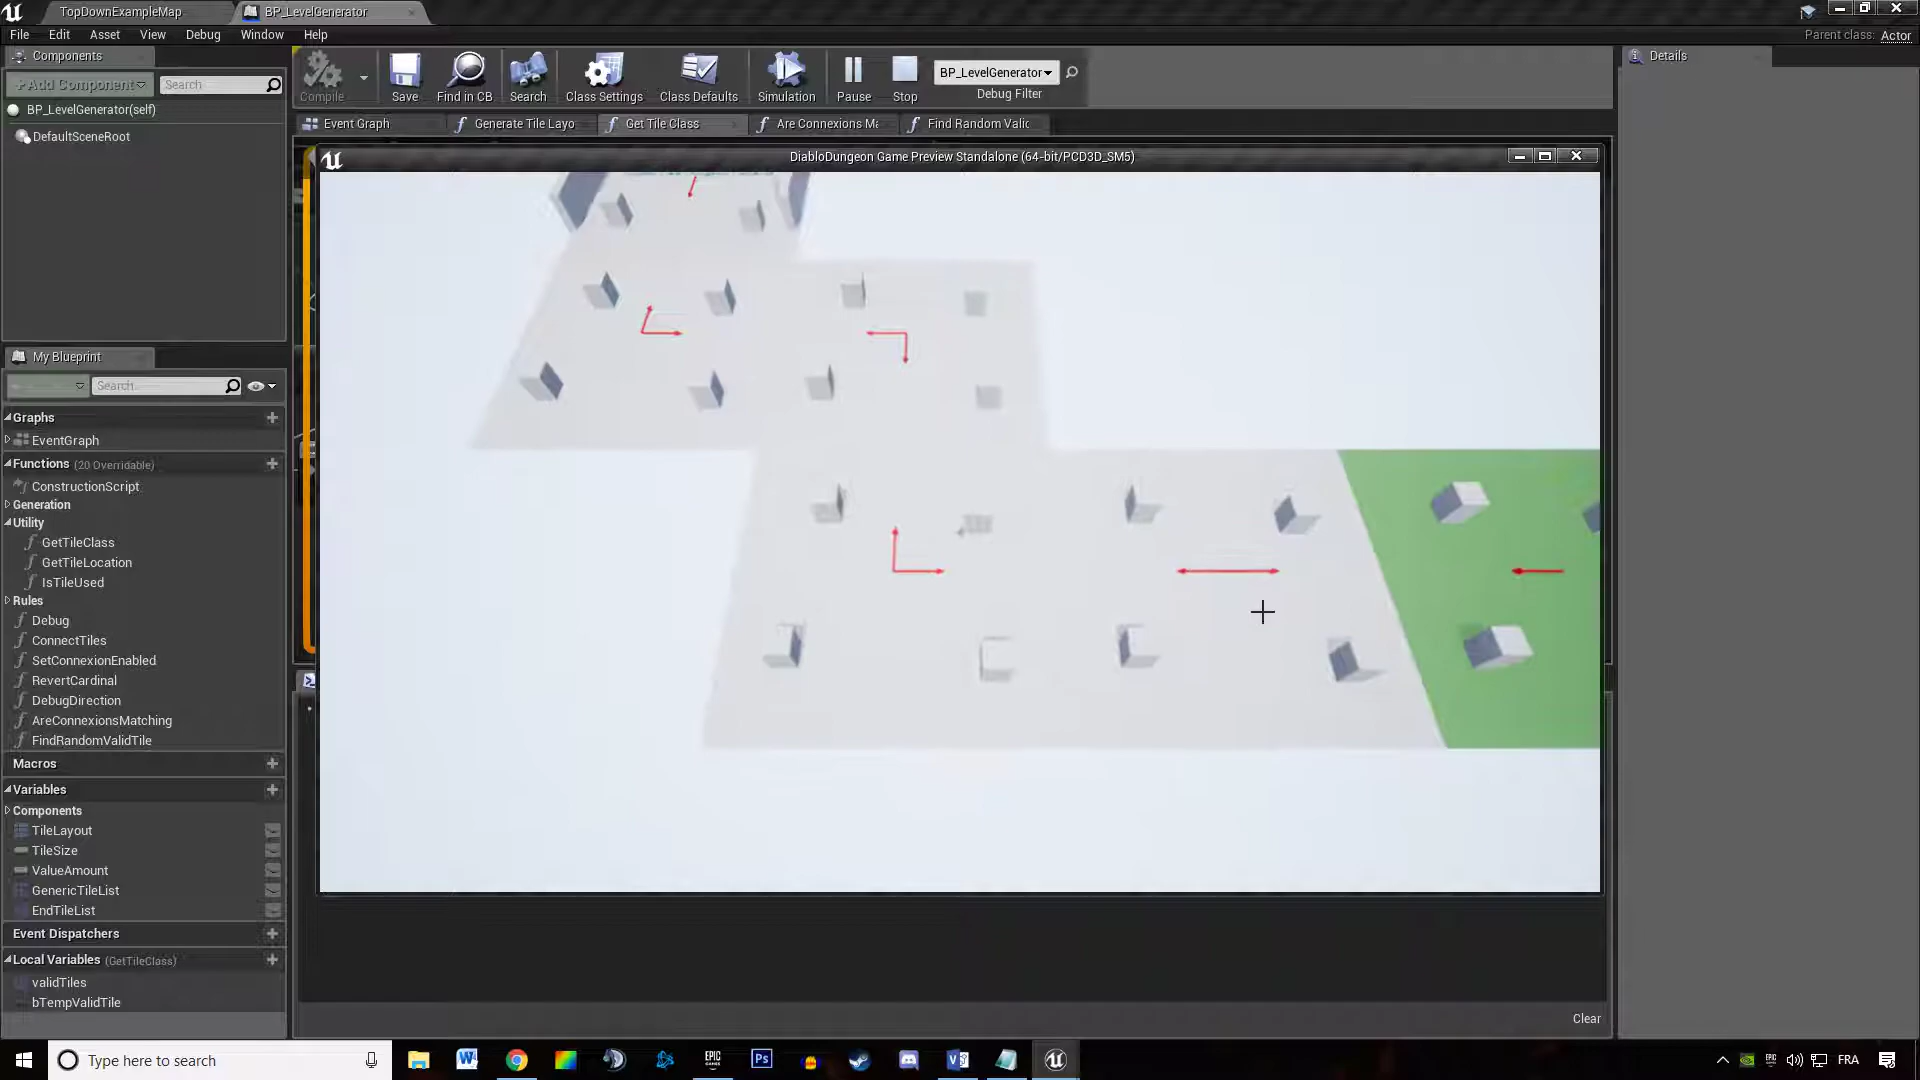 TopDownExampleMap
BP_LevelGenerator
File Edit Asset View Debug Window Help
Parent class: Actor
Components
+Add Component
Search
BP_LevelGenerator(self)
DefaultSceneRoot
Compile
Save
Find in CB
Search
Class Settings
Class Defaults
Simulation
Pause
Stop
BP_LevelGenerator
Debug Filter
Details
Event Graph
Generate Tile Layo
Get Tile Class
Are Connexions Ma
Find Random Valid
DiabloDungeon Game Preview Standalone (64-bit/PCD3D_SM5)
My Blueprint
Search
Graphs
EventGraph
Functions (20 Overridable)
ConstructionScript
Generation
Utility
GetTileClass
GetTileLocation
IsTileUsed
Rules
Debug
ConnectTiles
SetConnexionEnabled
RevertCardinal
DebugDirection
AreConnexionsMatching
FindRandomValidTile
Macros
Variables
Components
TileLayout
TileSize
ValueAmount
GenericTileList
EndTileList
Event Dispatchers
Local Variables (GetTileClass)
validTiles
bTempValidTile
Clear
Type here to search
EPIC GAMES
Ps
FRA